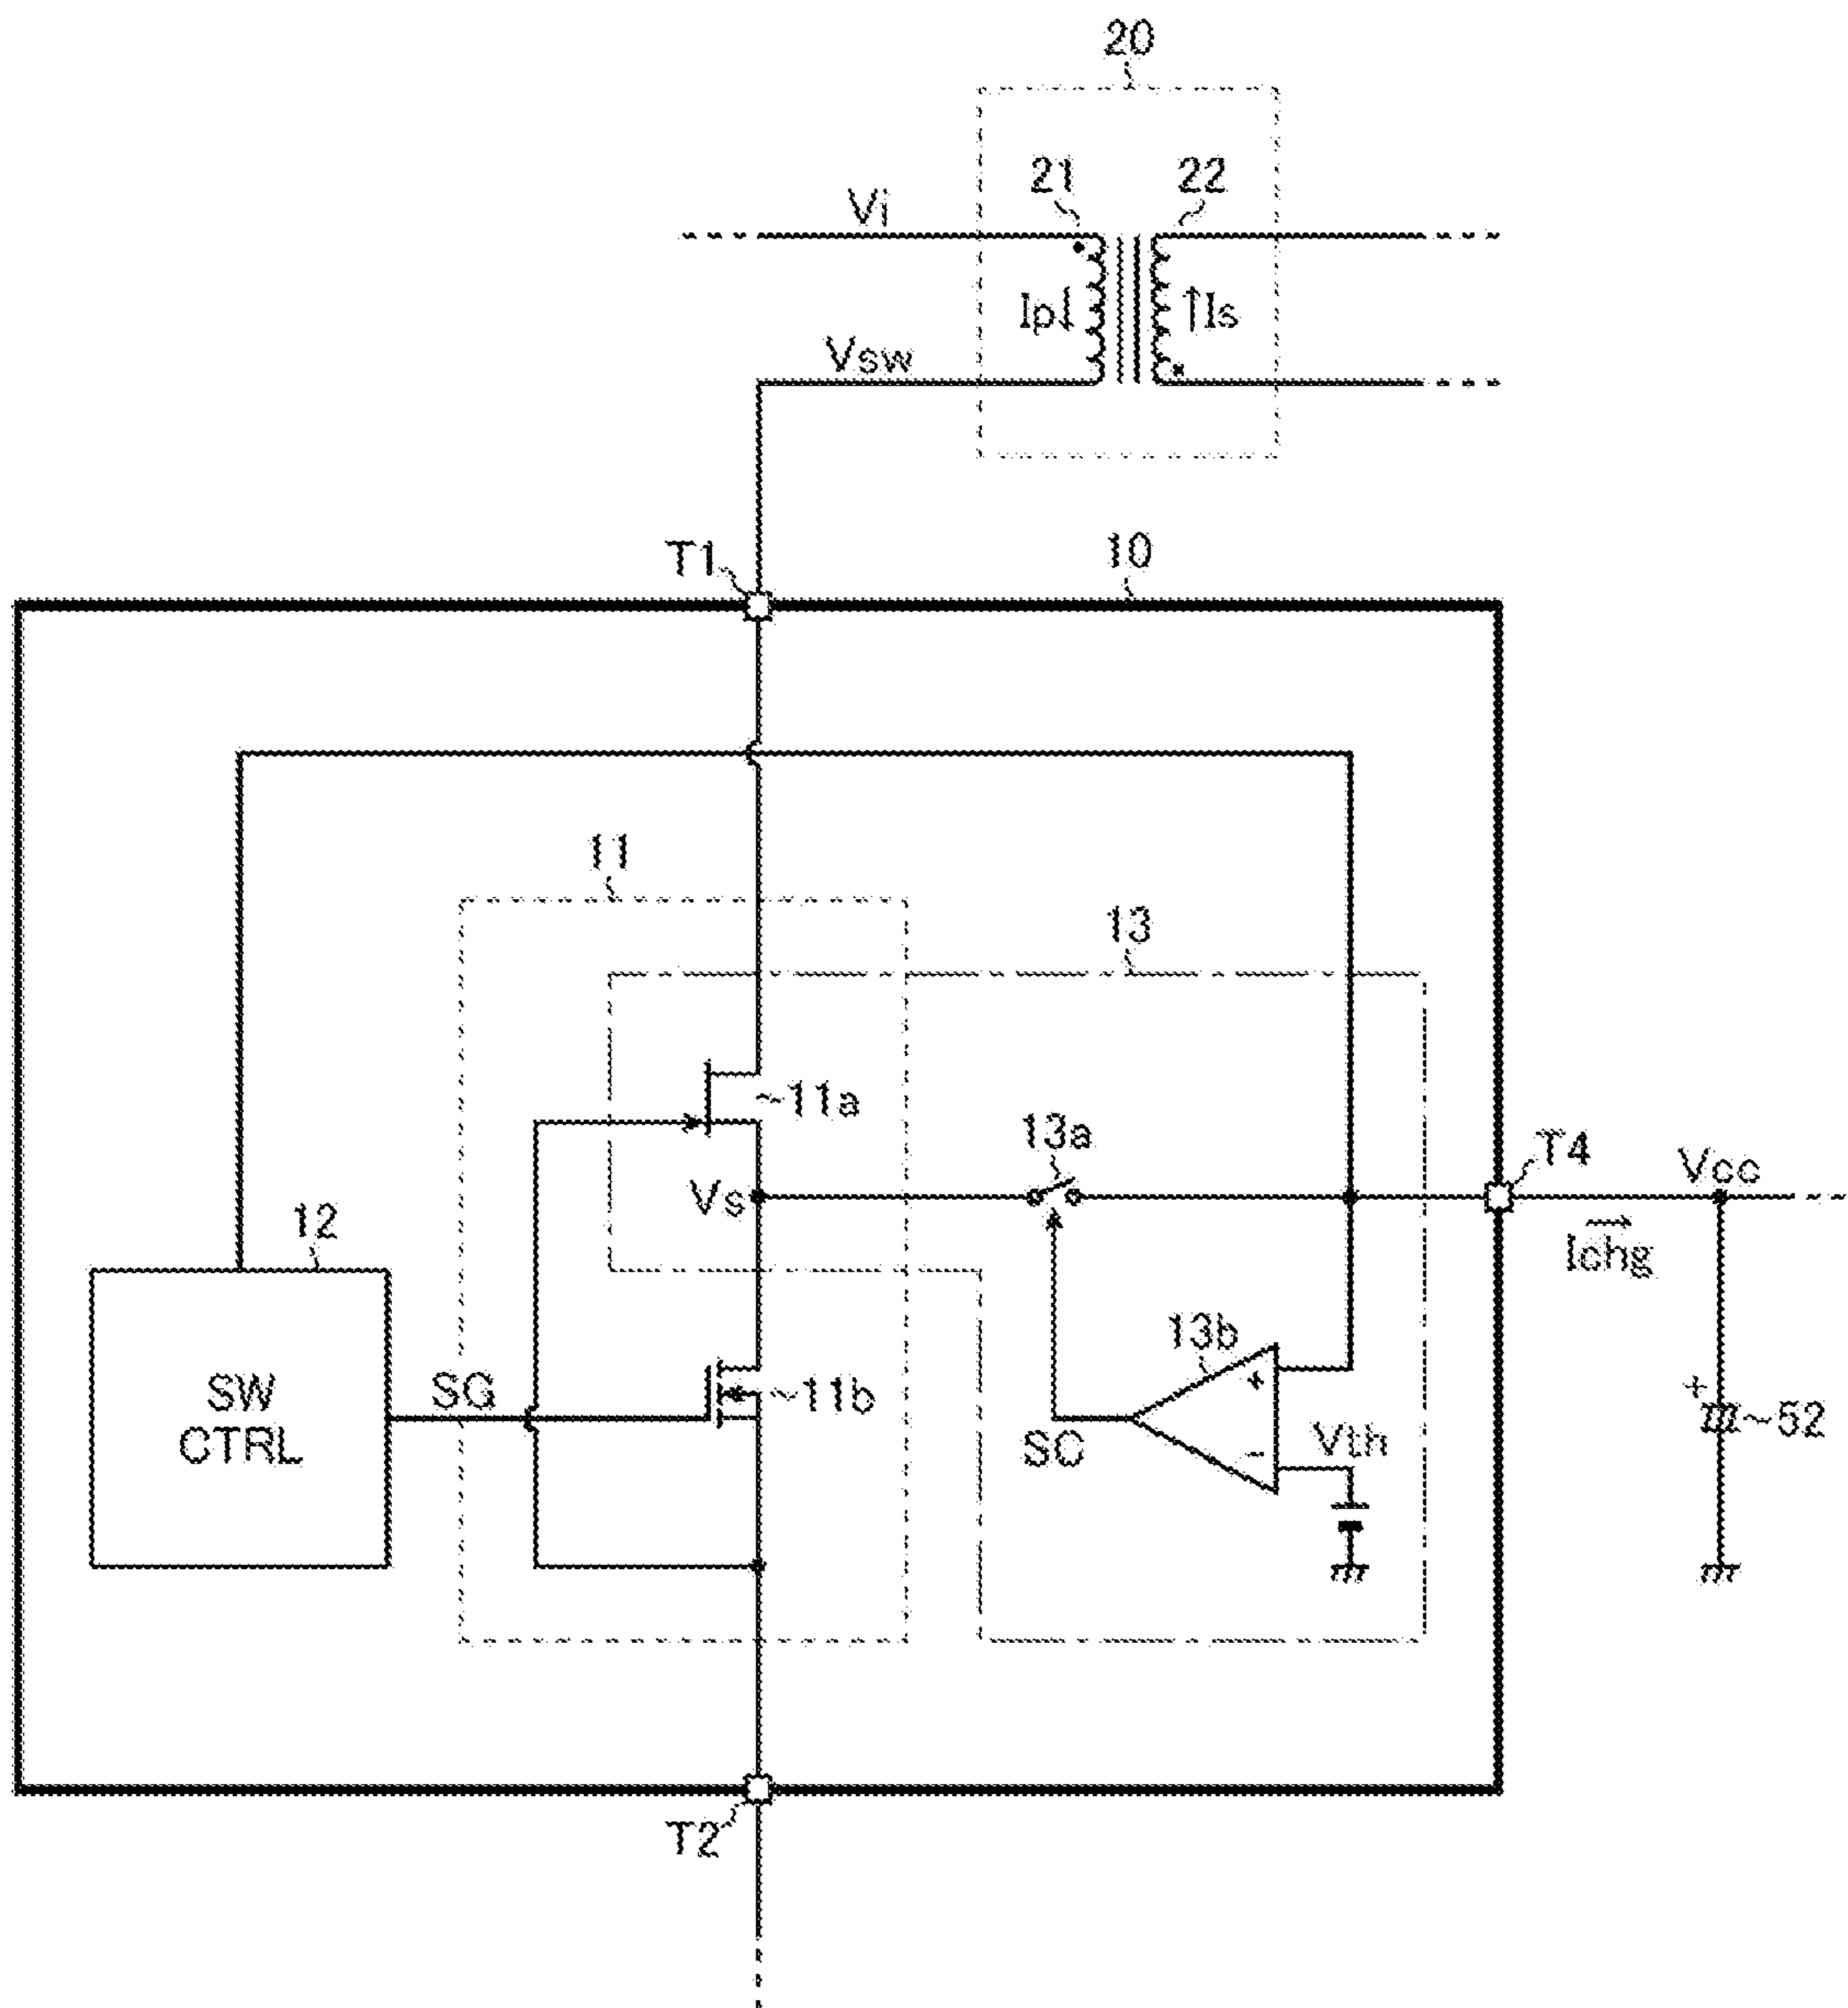 20
21
22
Vi
Ip
Is
Vsw
T1
10
11
13
~11a
13a
T4
Vcc
Vs
12
Ichg
13b
+
SW
CTRL
SG
~11b
SC
Vth
−
+
~52
T2